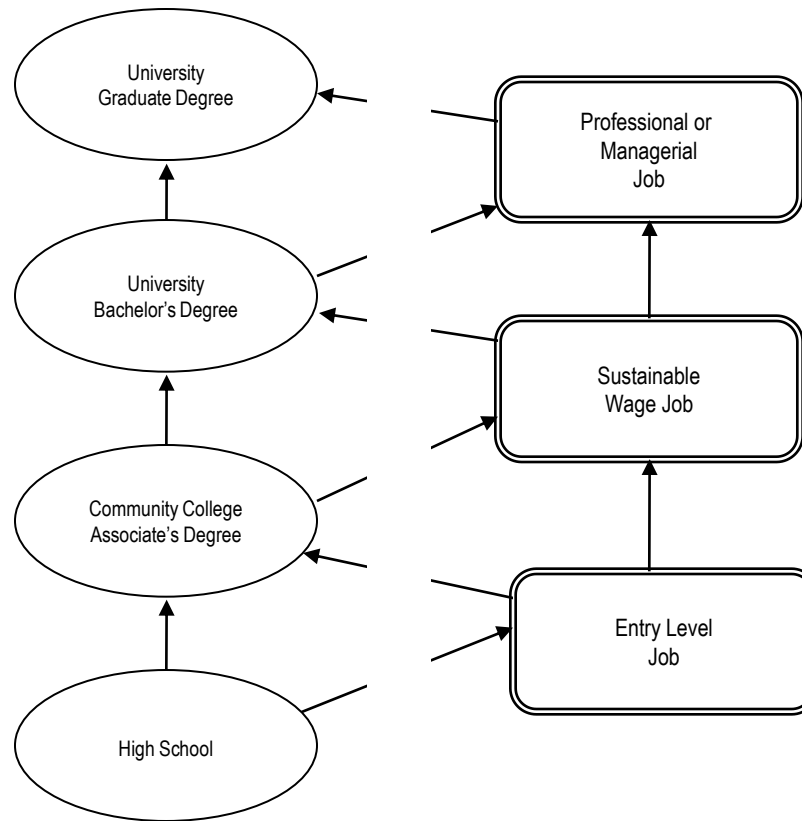 University
Graduate Degree
Professional or
Managerial
Job
University
Bachelor’s Degree
Sustainable
Wage Job
Community College
Associate’s Degree
Entry Level
Job
High School